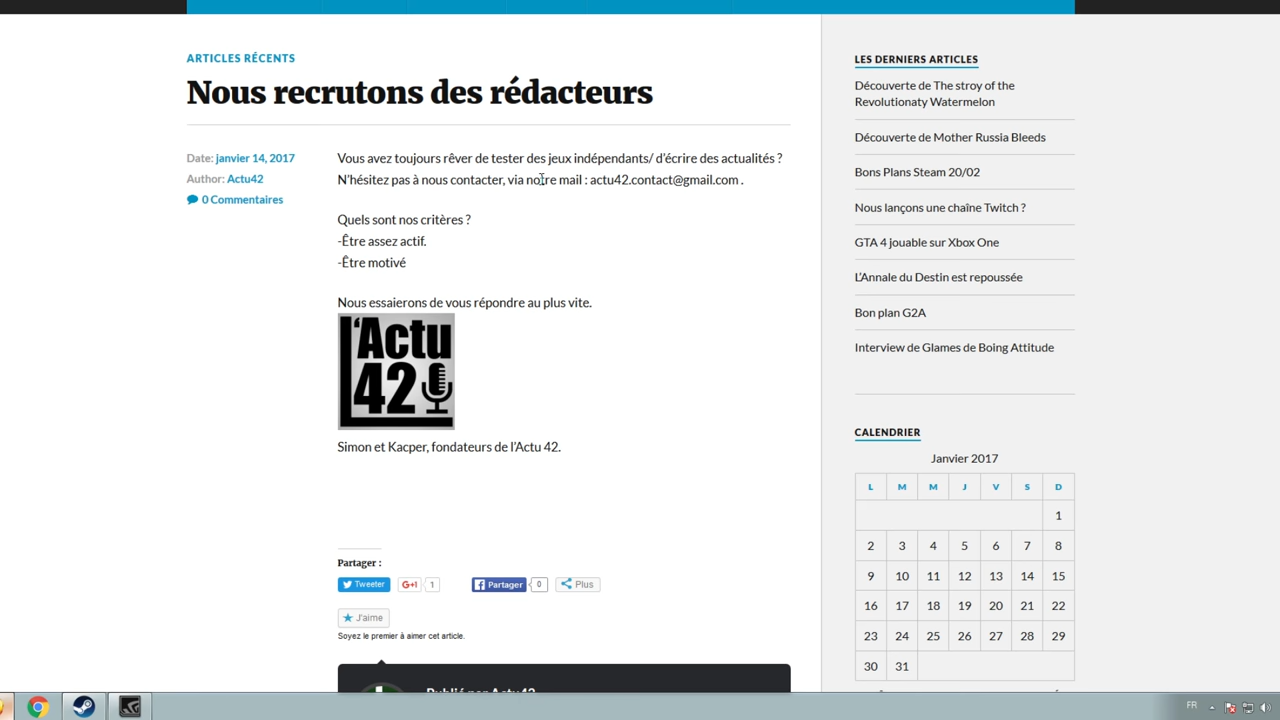 ARTICLES RÉCENTS
Nous recrutons des rédacteurs
Date: janvier 14, 2017
Author: Actu42
0 Commentaires
Vous avez toujours rêver de tester des jeux indépendants/ d'écrire des actualités ?
N'hésitez pas à nous contacter, via notre mail : actu42.contact@gmail.com .
Quels sont nos critères ?
-Être assez actif.
-Être motivé
Nous essaierons de vous répondre au plus vite.
L'Actu
42
Simon et Kacper, fondateurs de l'Actu 42.
Partager :
Tweeter G+1 1 Partager 0 Plus
J'aime
Soyez le premier à aimer cet article.
Publié par Actu42
LES DERNIERS ARTICLES
Découverte de The stroy of the
Revolutionaty Watermelon
Découverte de Mother Russia Bleeds
Bons Plans Steam 20/02
Nous lançons une chaîne Twitch ?
GTA 4 jouable sur Xbox One
L'Annale du Destin est repoussée
Bon plan G2A
Interview de Glames de Boing Attitude
CALENDRIER
Janvier 2017
L M M J V S D
1
2 3 4 5 6 7 8
9 10 11 12 13 14 15
16 17 18 19 20 21 22
23 24 25 26 27 28 29
30 31
FR